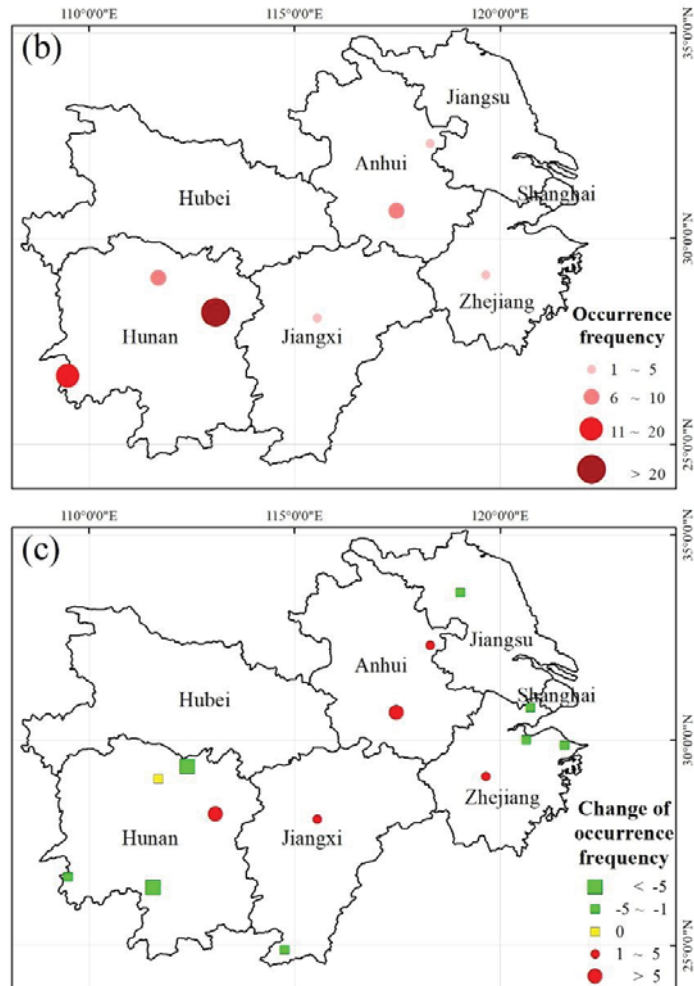 110°0'0"E 115°0'0"E 120°0'0"E
(b)
35°0'0"N
Jiangsu
Anhui
Hubei
Shanghai
30°0'0"N
Zhejiang
Hunan
Jiangxi
Occurrence
frequency
1 ~ 5
6 ~ 10
11 ~ 20
> 20
25°0'0"N
110°0'0"E 115°0'0"E 120°0'0"E
(c)
35°0'0"N
Jiangsu
Anhui
Hubei
Shanghai
30°0'0"N
Zhejiang
Hunan
Jiangxi
Change of
occurrence
frequency
< -5
-5 ~ -1
0
1 ~ 5
> 5
25°0'0"N